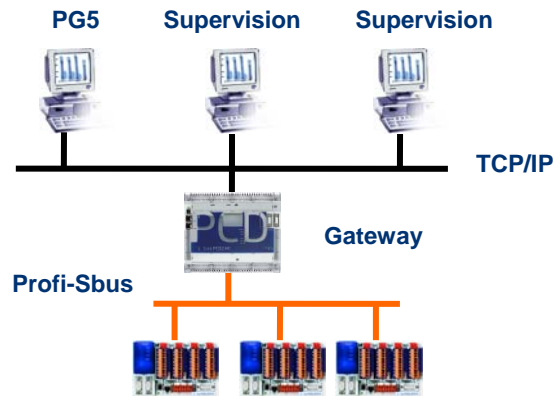 PG5 Supervision Supervision
TCP/IP
PCD
Gateway
Profi-Sbus